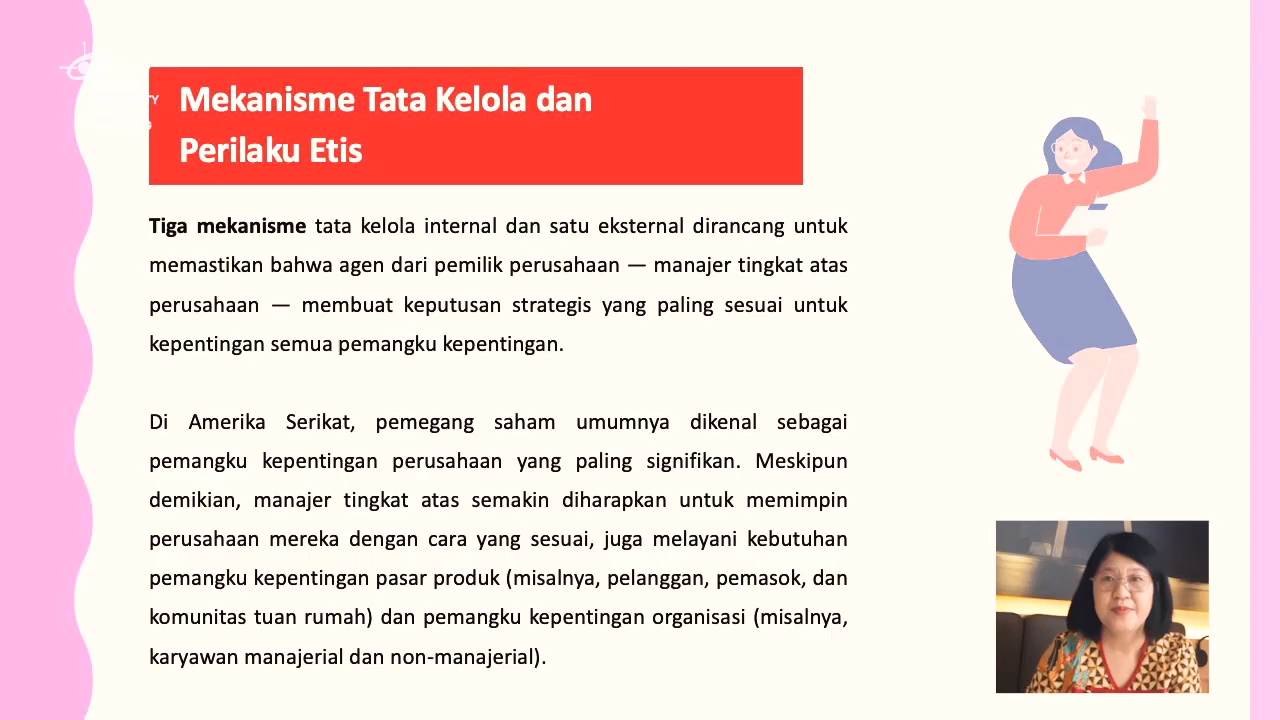 Mekanisme Tata Kelola dan
Perilaku Etis
Tiga mekanisme tata kelola internal dan satu eksternal dirancang untuk
memastikan bahwa agen dari pemilik perusahaan — manajer tingkat atas
perusahaan — membuat keputusan strategis yang paling sesuai untuk
kepentingan semua pemangku kepentingan.
Di Amerika Serikat, pemegang saham umumnya dikenal sebagai
pemangku kepentingan perusahaan yang paling signifikan. Meskipun
demikian, manajer tingkat atas semakin diharapkan untuk memimpin
perusahaan mereka dengan cara yang sesuai, juga melayani kebutuhan
pemangku kepentingan pasar produk (misalnya, pelanggan, pemasok, dan
komunitas tuan rumah) dan pemangku kepentingan organisasi (misalnya,
karyawan manajerial dan non-manajerial).